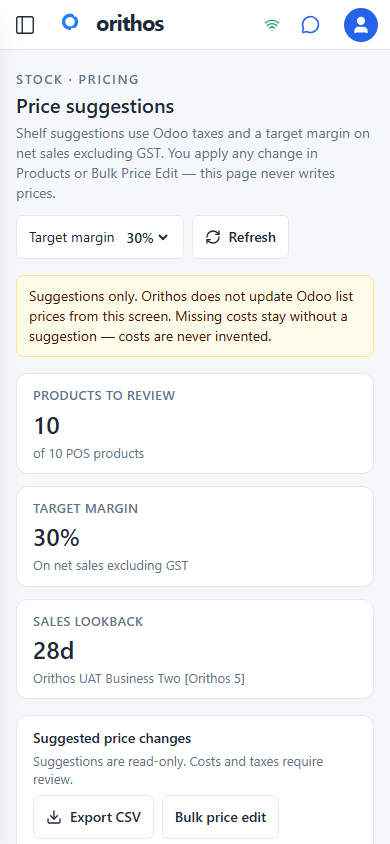 orithos
STOCK · PRICING
Price suggestions
Shelf suggestions use Odoo taxes and a target margin on
net sales excluding GST. You apply any change in
Products or Bulk Price Edit — this page never writes
prices.
Target margin 30%
Refresh
Suggestions only. Orithos does not update Odoo list
prices from this screen. Missing costs stay without a
suggestion — costs are never invented.
PRODUCTS TO REVIEW
10
of 10 POS products
TARGET MARGIN
30%
On net sales excluding GST
SALES LOOKBACK
28d
Orithos UAT Business Two [Orithos 5]
Suggested price changes
Suggestions are read-only. Costs and taxes require
review.
Export CSV
Bulk price edit